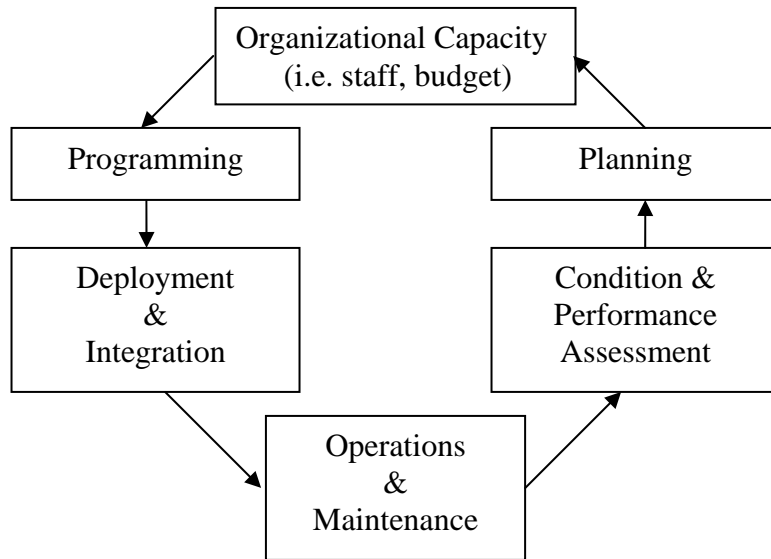 Organizational Capacity
(i.e. staff, budget)
Programming
Planning
Deployment
&
Integration
Condition &
Performance
Assessment
Operations
&
Maintenance